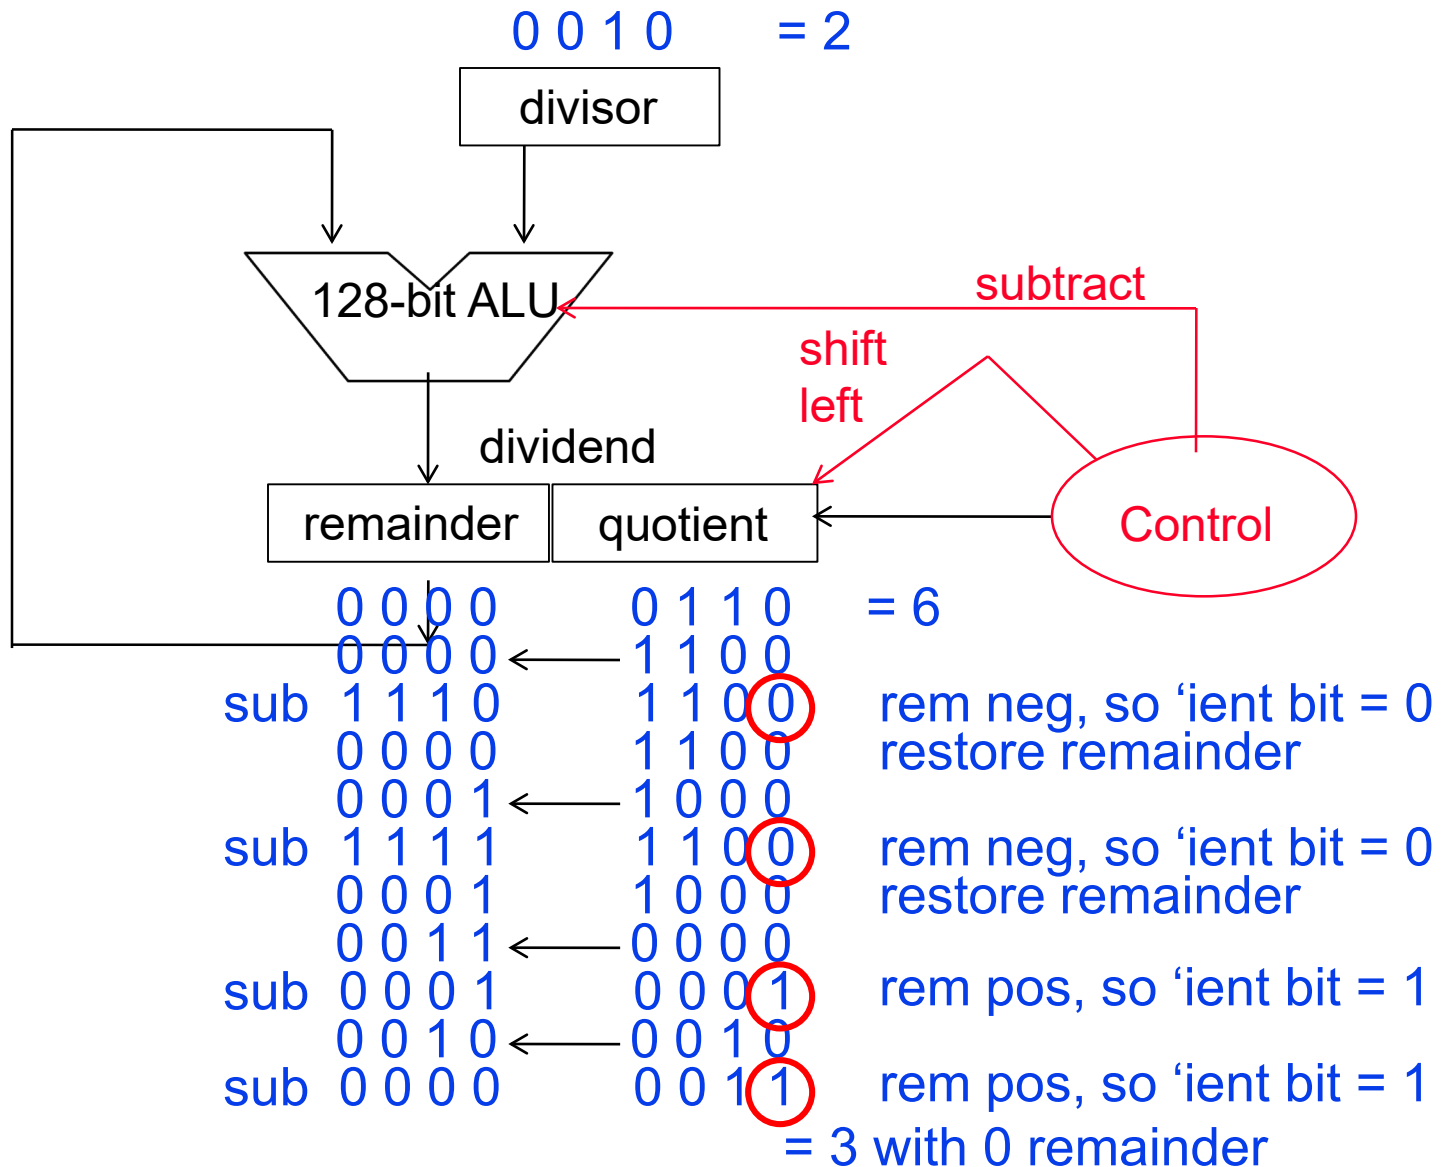 0 0 1 0 = 2
divisor
128-bit ALU
subtract
shift
left
dividend
remainder quotient
Control
0 0 0 0 0 1 1 0 = 6
0 0 0 0 1 1 0 0
sub 1 1 1 0 1 1 0 0 rem neg, so ‘ient bit = 0
0 0 0 0 1 1 0 0 restore remainder
0 0 0 1 1 0 0 0
sub 1 1 1 1 1 1 0 0 rem neg, so ‘ient bit = 0
0 0 0 1 1 0 0 0 restore remainder
0 0 1 1 0 0 0 0
sub 0 0 0 1 0 0 0 1 rem pos, so ‘ient bit = 1
0 0 1 0 0 0 1 0
sub 0 0 0 0 0 0 1 1 rem pos, so ‘ient bit = 1
= 3 with 0 remainder